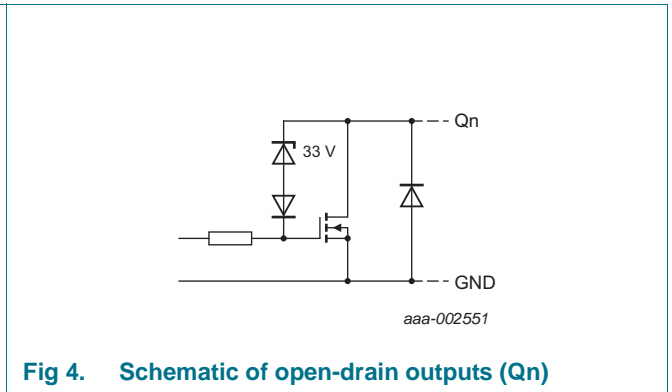 Qn
33 V
GND
aaa-002551
Fig 4. Schematic of open-drain outputs (Qn)